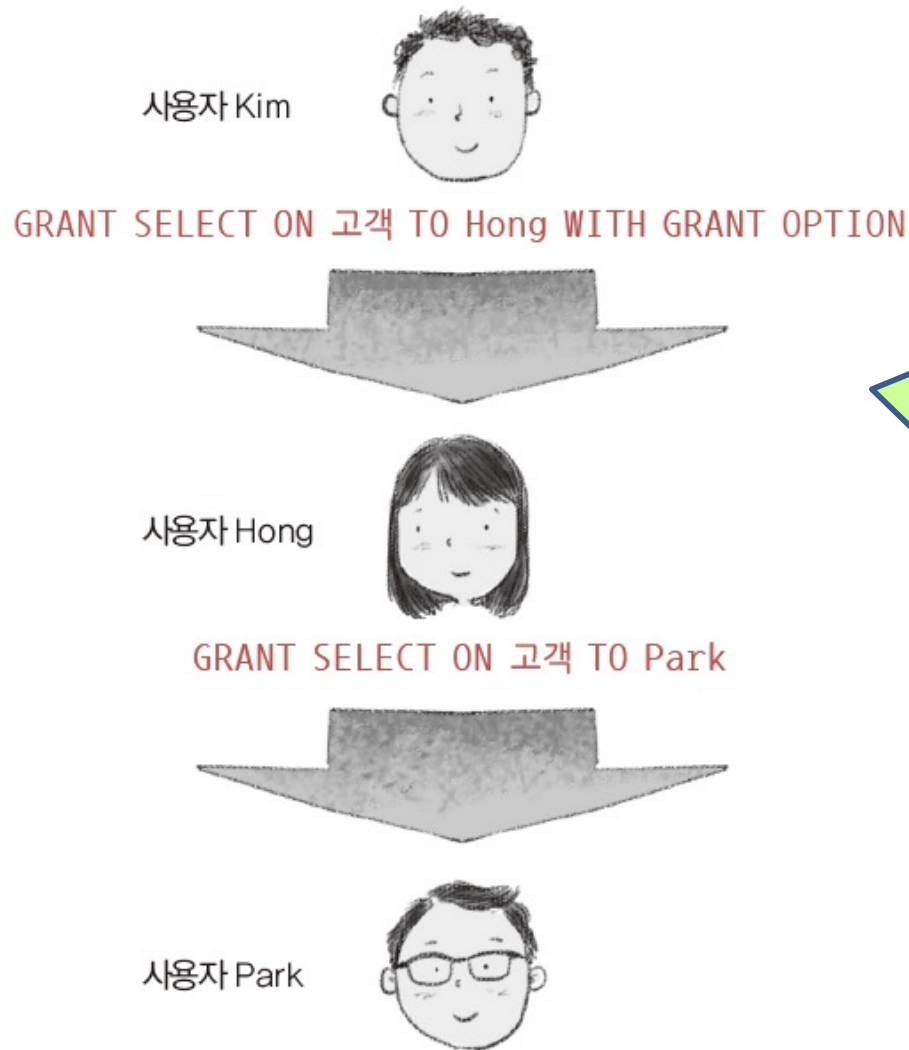 사용자 Kim
GRANT SELECT ON 고객 TO Hong WITH GRANT OPTION
사용자 Hong
GRANT SELECT ON 고객 TO Park
사용자 Park